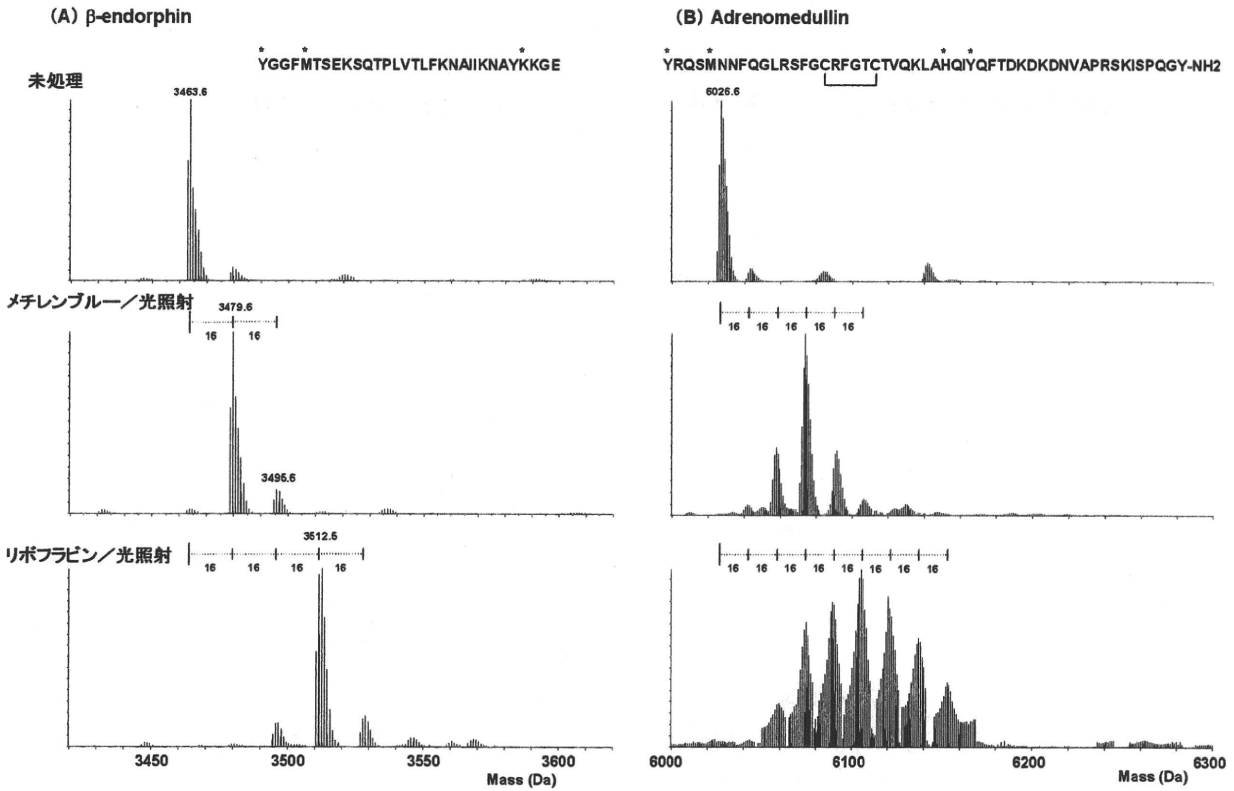 (A) β-endorphin
* * *
YGGFMTSEKSQTPLVTLFKNAIIKNAYKKGE
未処理
3463.6
メチレンブルー／光照射
3479.6
16 16
3495.6
リボフラビン／光照射
3512.5
16 16 16 16
3450 3500 3550 3600
Mass (Da)
(B) Adrenomedullin
* * * *
YRQSMNNFQGLRSFGCRFGTCTVQKLAHQIYQFTDKDKDNVAPRSKISPQGY-NH2
6026.6
16 16 16 16 16
16 16 16 16 16 16 16 16
6000 6100 6200 6300
Mass (Da)